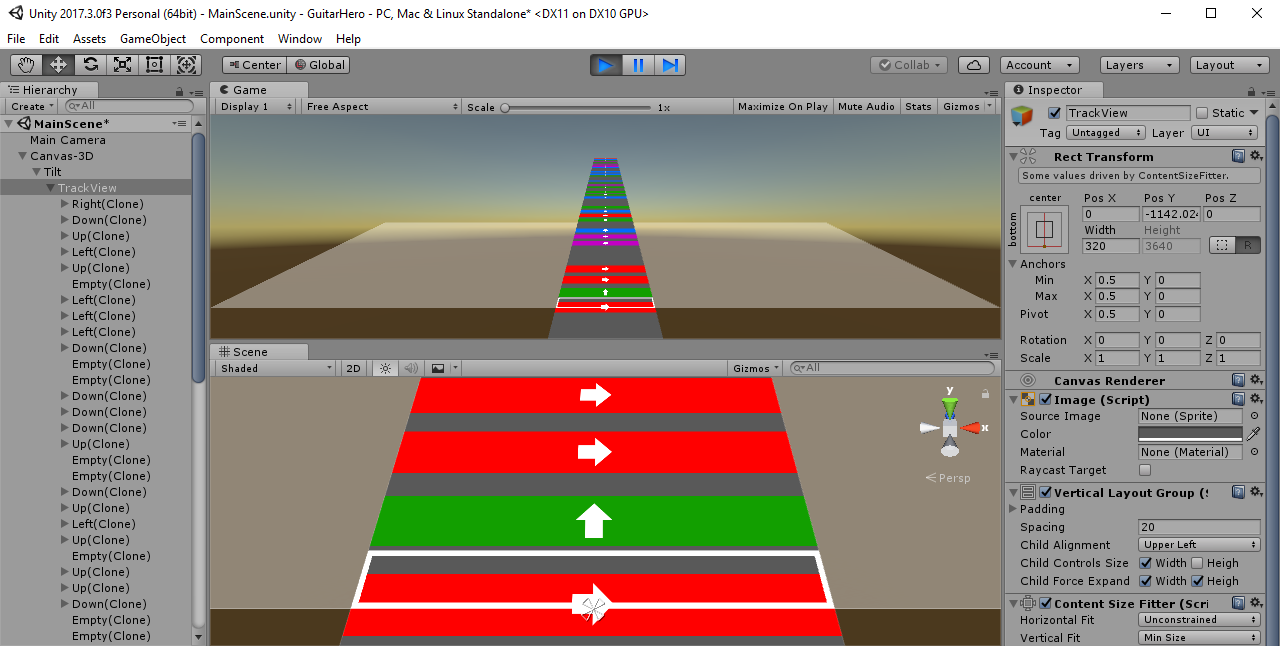 Unity 2017.3.0f3 Personal (64bit) - MainScene.unity - GuitarHero - PC, Mac & Linux Standalone* <DX11 on DX10 GPU>
File Edit Assets GameObject Component Window Help
Center Global Collab Account Layers Layout
Hierarchy
Create All
MainScene*
Main Camera
Canvas-3D
Tilt
TrackView
Right(Clone)
Down(Clone)
Up(Clone)
Left(Clone)
Up(Clone)
Empty(Clone)
Left(Clone)
Left(Clone)
Left(Clone)
Down(Clone)
Empty(Clone)
Empty(Clone)
Down(Clone)
Down(Clone)
Down(Clone)
Up(Clone)
Empty(Clone)
Empty(Clone)
Down(Clone)
Up(Clone)
Left(Clone)
Up(Clone)
Empty(Clone)
Up(Clone)
Up(Clone)
Down(Clone)
Empty(Clone)
Empty(Clone)
Game
Display 1 Free Aspect Scale 1x Maximize On Play Mute Audio Stats Gizmos
Scene
Shaded 2D Gizmos All
y
x
Persp
Inspector
TrackView Static
Tag Untagged Layer UI
Rect Transform
Some values driven by ContentSizeFitter.
center Pos X Pos Y Pos Z
bottom 0 -1142.024 0
Width Height
320 3640 R
Anchors
Min X 0.5 Y 0
Max X 0.5 Y 0
Pivot X 0.5 Y 0
Rotation X 0 Y 0 Z 0
Scale X 1 Y 1 Z 1
Canvas Renderer
Image (Script)
Source Image None (Sprite)
Color
Material None (Material)
Raycast Target
Vertical Layout Group (S
Padding
Spacing 20
Child Alignment Upper Left
Child Controls Size Width Heigh
Child Force Expand Width Heigh
Content Size Fitter (Scri
Horizontal Fit Unconstrained
Vertical Fit Min Size